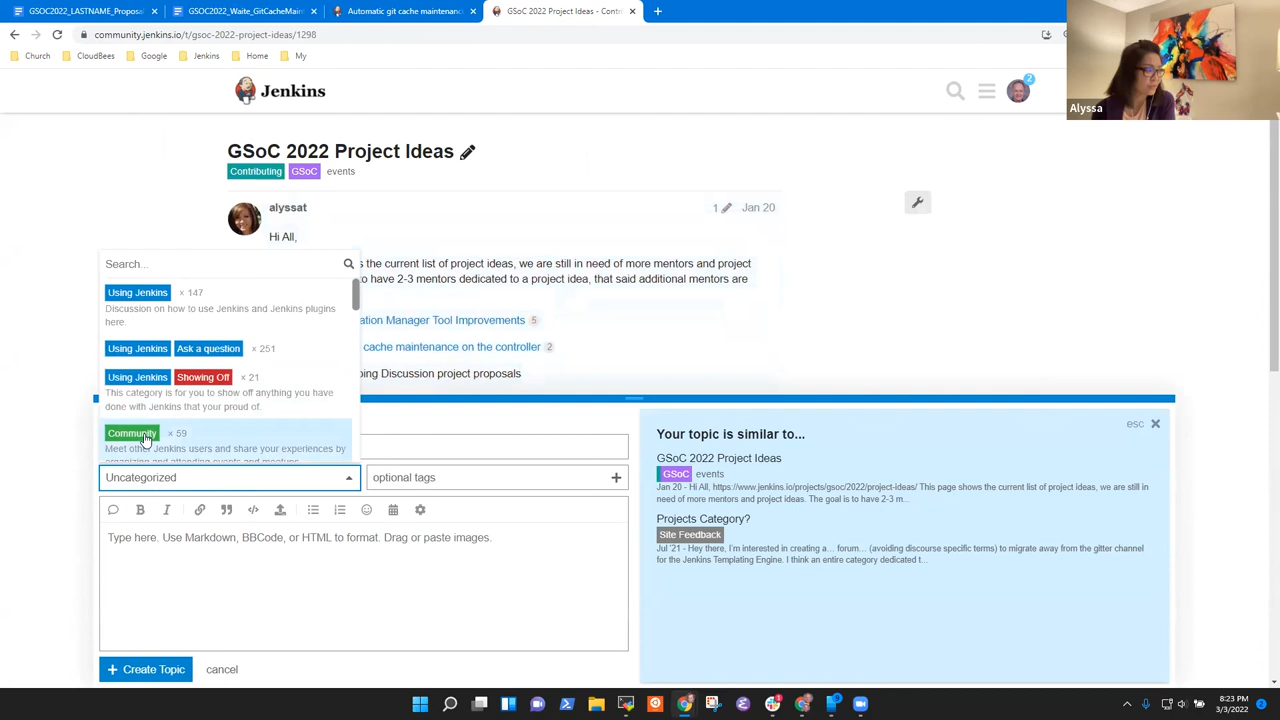 GSOC2022_LASTNAME_Proposa
GSOC2022_Waite_GitCacheMain
Automatic git cache maintenance
GSoC 2022 Project Ideas - Contri
community.jenkins.io/t/gsoc-2022-project-ideas/1298
Church
CloudBees
Google
Jenkins
Home
My
Alyssa
Jenkins
2
GSoC 2022 Project Ideas
Contributing GSoC events
alyssat
1
Jan 20
Hi All,
s the current list of project ideas, we are still in need of more mentors and project
to have 2-3 mentors dedicated to a project idea, that said additional mentors are
ation Manager Tool Improvements 5
cache maintenance on the controller 2
ping Discussion project proposals
Search...
Using Jenkins × 147
Discussion on how to use Jenkins and Jenkins plugins
here.
Using Jenkins Ask a question × 251
Using Jenkins Showing Off × 21
This category is for you to show off anything you have
done with Jenkins that your proud of.
Community × 59
Meet other Jenkins users and share your experiences by
organizing and attending events and meetups
Uncategorized
optional tags
Type here. Use Markdown, BBCode, or HTML to format. Drag or paste images.
Create Topic
cancel
esc
Your topic is similar to...
GSoC 2022 Project Ideas
GSoC events
Jan 20 - Hi All, https://www.jenkins.io/projects/gsoc/2022/project-ideas/ This page shows the current list of project ideas, we are still in
need of more mentors and project ideas. The goal is to have 2-3 m...
Projects Category?
Site Feedback
Jul '21 - Hey there, I'm interested in creating a... forum... (avoiding discourse specific terms) to migrate away from the gitter channel
for the Jenkins Templating Engine. I think an entire category dedicated t...
8:23 PM
3/3/2022